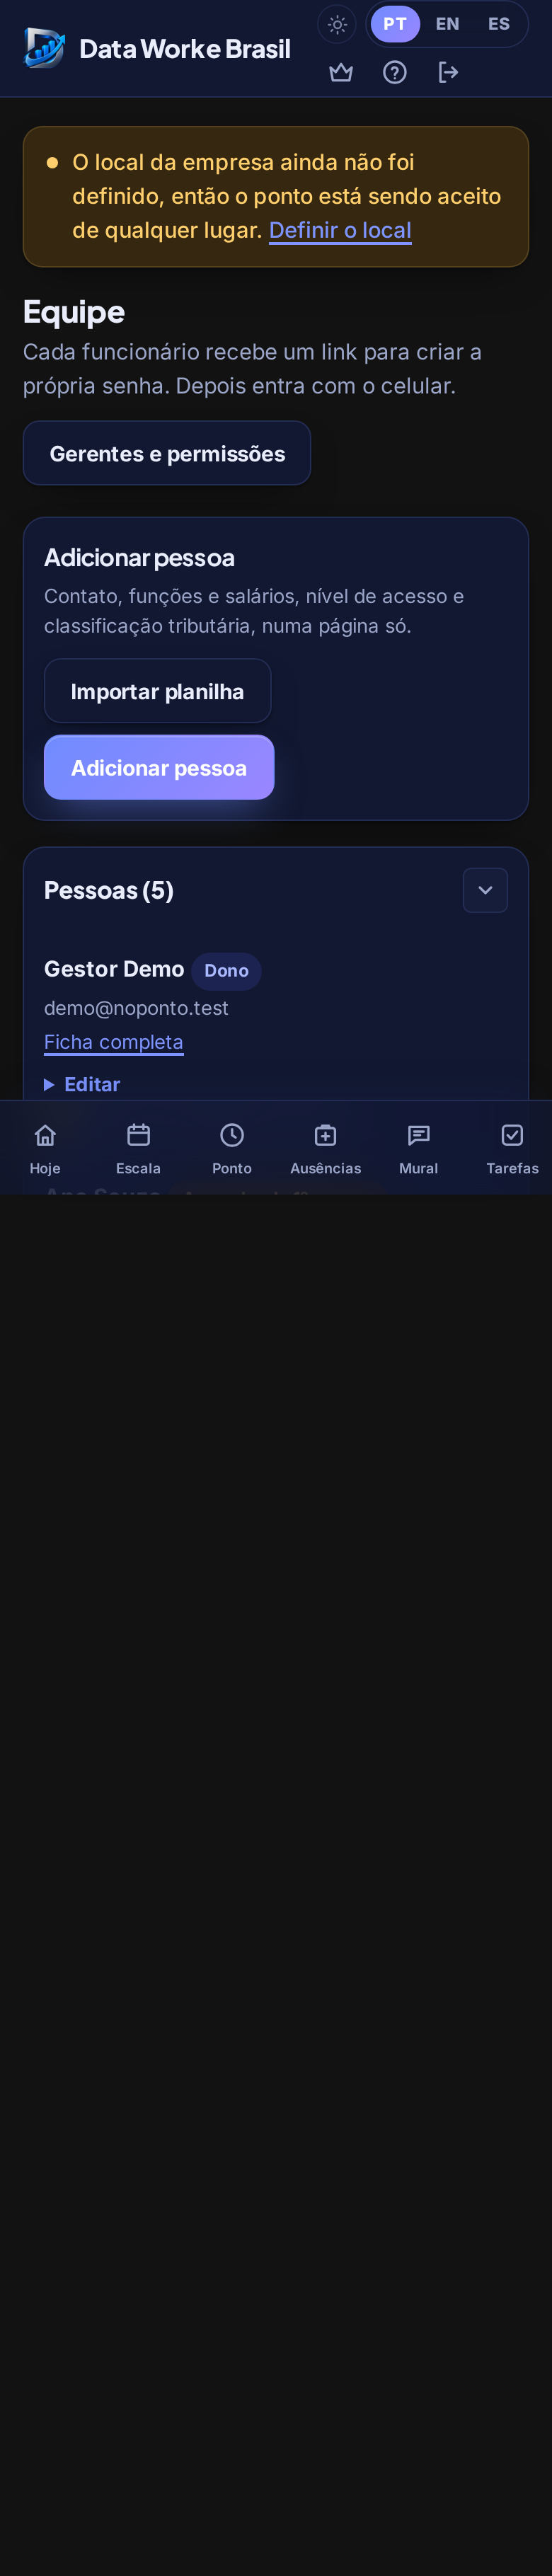 Data Worke Brasil
PT EN ES
O local da empresa ainda não foi
definido, então o ponto está sendo aceito
de qualquer lugar. Definir o local
Equipe
Cada funcionário recebe um link para criar a
própria senha. Depois entra com o celular.
Gerentes e permissões
Adicionar pessoa
Contato, funções e salários, nível de acesso e
classificação tributária, numa página só.
Importar planilha
Adicionar pessoa
Pessoas (5)
Gestor Demo Dono
demo@noponto.test
Ficha completa
Editar
Hoje Escala Ponto Ausências Mural Tarefas